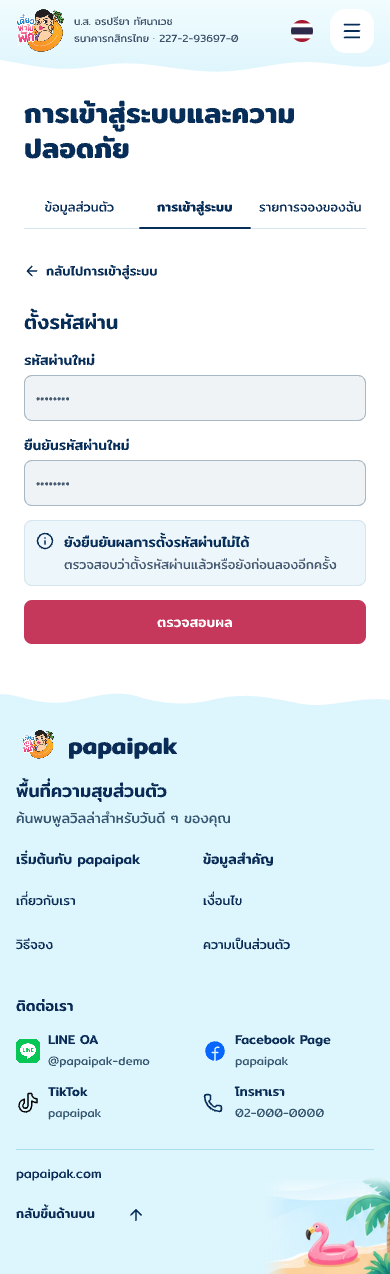 น.ส. อรปรียา ทัศนาเวช
ธนาคารกสิกรไทย · 227-2-93697-0
การเข้าสู่ระบบและความ
ปลอดภัย
ข้อมูลส่วนตัว
การเข้าสู่ระบบ
รายการจองของฉัน
กลับไปการเข้าสู่ระบบ
ตั้งรหัสผ่าน
รหัสผ่านใหม่
••••••••
ยืนยันรหัสผ่านใหม่
••••••••
ยังยืนยันผลการตั้งรหัสผ่านไม่ได้
ตรวจสอบว่าตั้งรหัสผ่านแล้วหรือยังก่อนลองอีกครั้ง
ตรวจสอบผล
papaipak
พื้นที่ความสุขส่วนตัว
ค้นพบพูลวิลล่าสำหรับวันดี ๆ ของคุณ
เริ่มต้นกับ papaipak
ข้อมูลสำคัญ
เกี่ยวกับเรา
เงื่อนไข
วิธีจอง
ความเป็นส่วนตัว
ติดต่อเรา
LINE
LINE OA
@papaipak-demo
Facebook Page
papaipak
TikTok
papaipak
โทรหาเรา
02-000-0000
papaipak.com
กลับขึ้นด้านบน